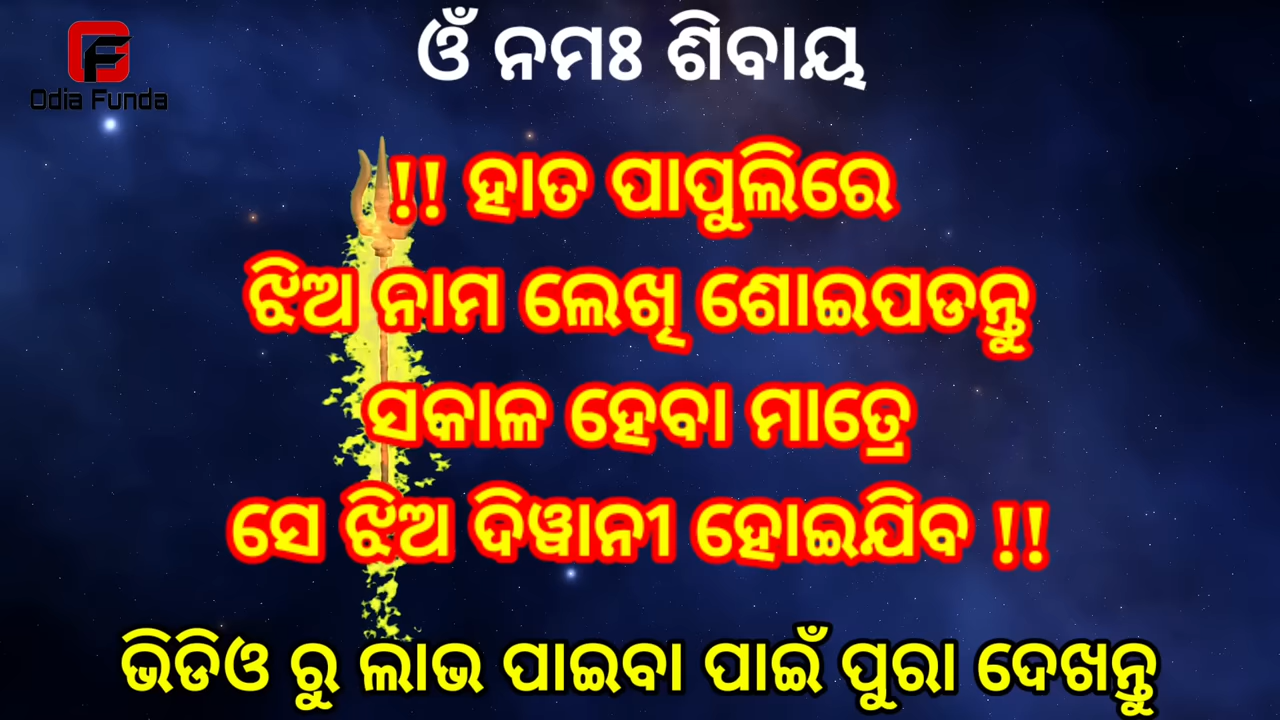 ଓଁ ନମଃ ଶିବାୟ
Odia Funda
!! ହାତ ପାପୁଲିରେ
ଝିଅ ନାମ ଲେଖି ଶୋଇପଡନ୍ତୁ
ସକାଳ ହେବା ମାତ୍ରେ
ସେ ଝିଅ ଦିୱାନୀ ହୋଇଯିବ !!
ଭିଡିଓ ରୁ ଲାଭ ପାଇବା ପାଇଁ ପୁରା ଦେଖନ୍ତୁ